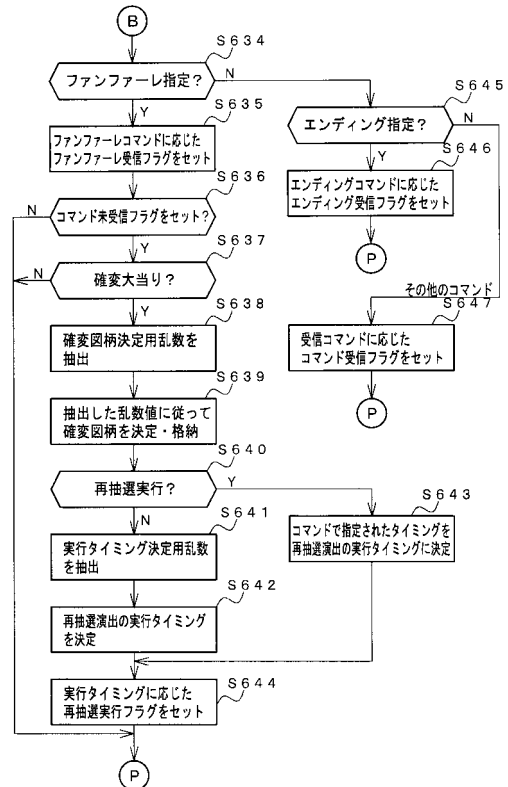 B
S634
ファンファーレ指定？
N
Y
S635
ファンファーレコマンドに応じた
ファンファーレ受信フラグをセット
S636
コマンド未受信フラグをセット？
N
Y
S637
確変大当り？
N
Y
S638
確変図柄決定用乱数を
抽出
S639
抽出した乱数値に従って
確変図柄を決定・格納
S640
再抽選実行？
Y
N
S641
実行タイミング決定用乱数
を抽出
S642
再抽選演出の実行タイミング
を決定
S643
コマンドで指定されたタイミングを
再抽選演出の実行タイミングに決定
S644
実行タイミングに応じた
再抽選実行フラグをセット
P
S645
エンディング指定？
N
Y
S646
エンディングコマンドに応じた
エンディング受信フラグをセット
P
その他のコマンド
S647
受信コマンドに応じた
コマンド受信フラグをセット
P